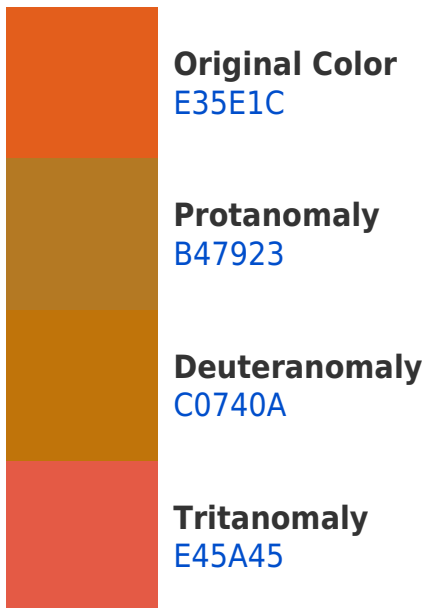 Original Color
E35E1C
Protanomaly
B47923
Deuteranomaly
C0740A
Tritanomaly
E45A45